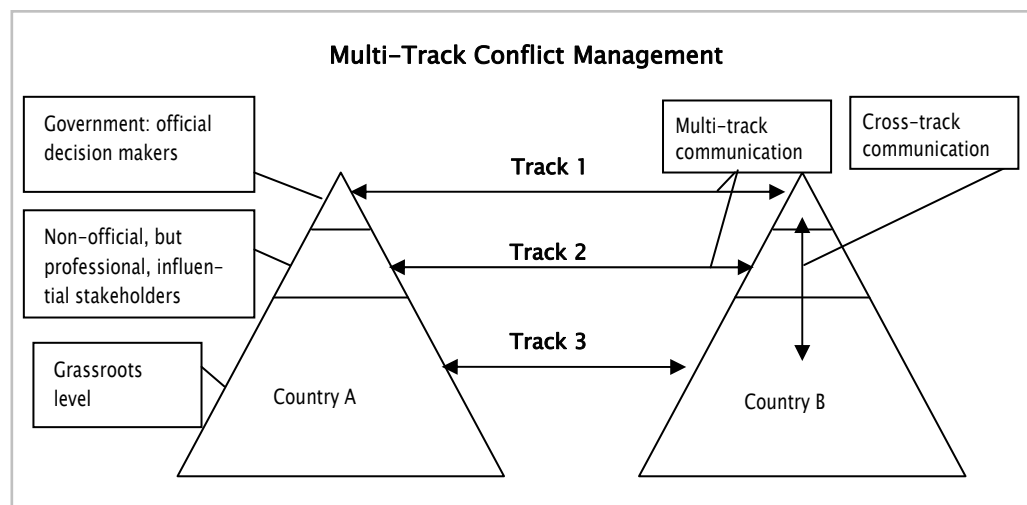 Multi-Track Conflict Management
Government: official
decision makers
Multi-track
communication
Cross-track
communication
Track 1
Non-official, but
professional, influen-
tial stakeholders
Track 2
Track 3
Grassroots
level
Country A
Country B